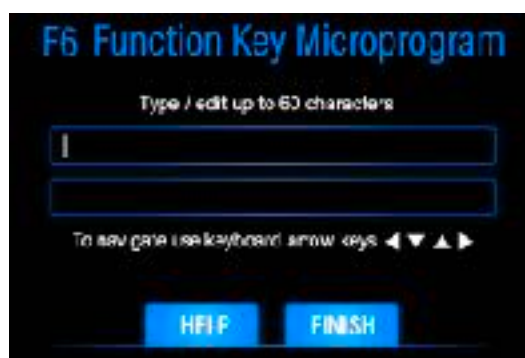 F6 Function Key Microprogram
Type / edit up to 60 characters
To navigate use keyboard arrow keys ◀ ▼ ▲ ▶
HELP FINISH